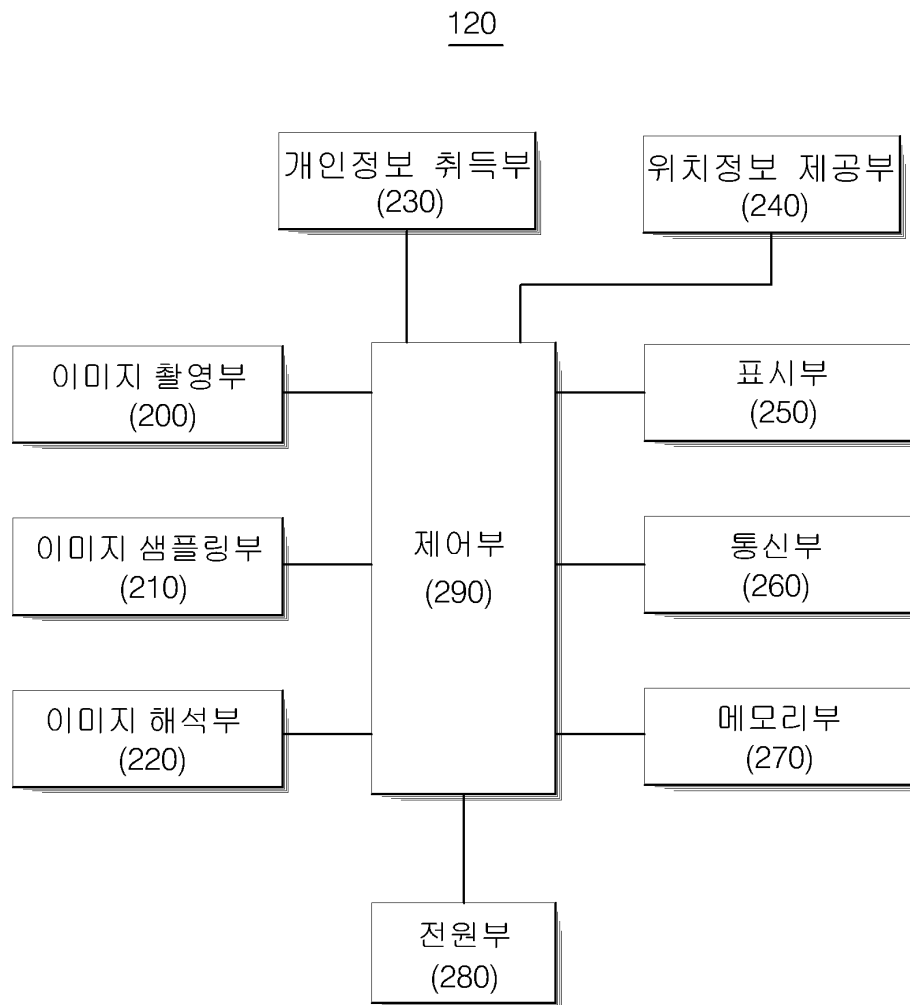 120
개인정보 취득부
(230)
위치정보 제공부
(240)
이미지 촬영부
(200)
표시부
(250)
이미지 샘플링부
(210)
제어부
(290)
통신부
(260)
이미지 해석부
(220)
메모리부
(270)
전원부
(280)